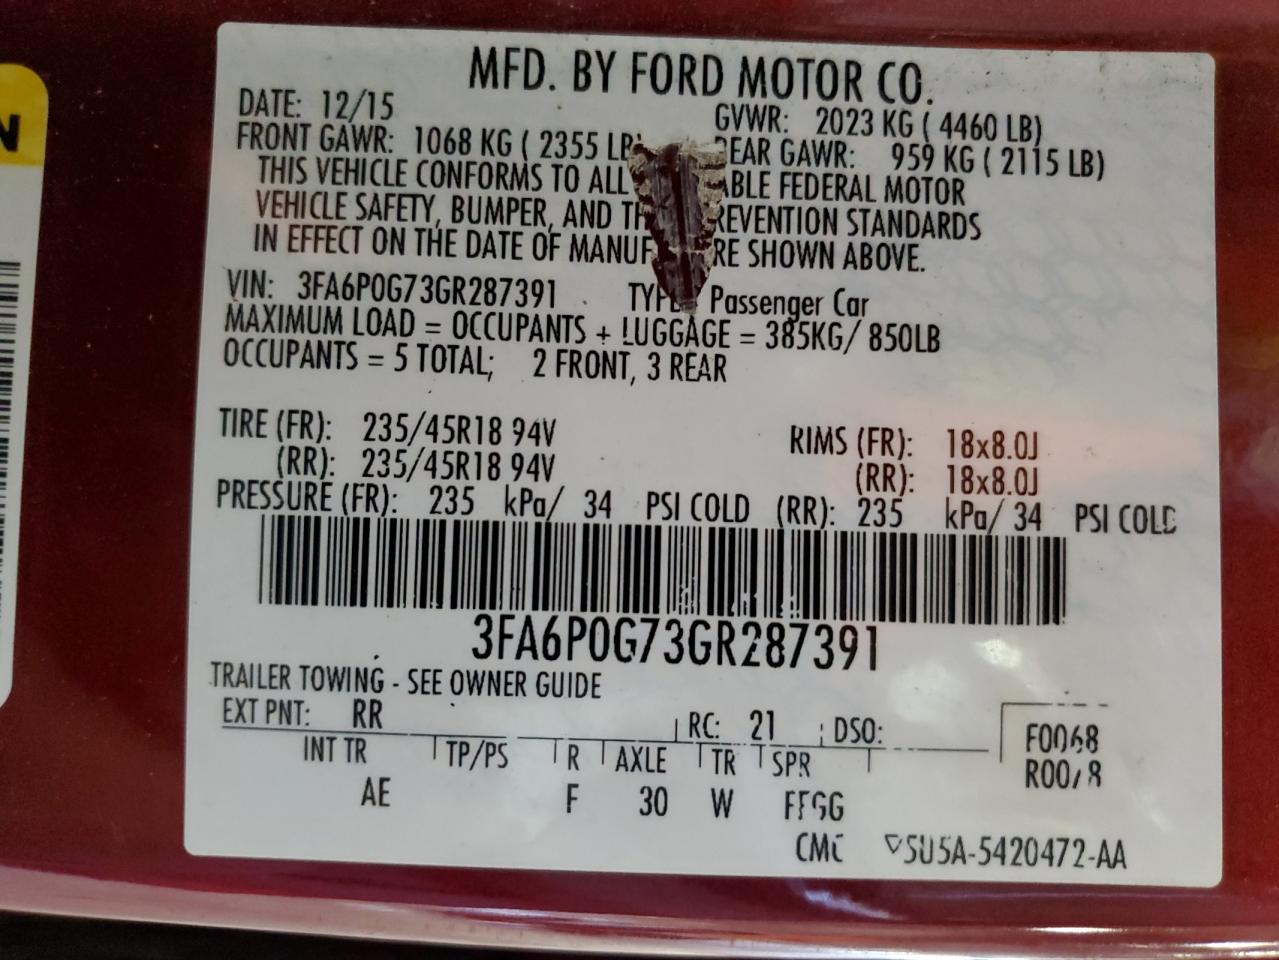 N
MFD. BY FORD MOTOR CO.
DATE: 12/15 GVWR: 2023 KG ( 4460 LB)
FRONT GAWR: 1068 KG ( 2355 LB) REAR GAWR: 959 KG ( 2115 LB)
THIS VEHICLE CONFORMS TO ALL ABLE FEDERAL MOTOR
VEHICLE SAFETY, BUMPER, AND TH REVENTION STANDARDS
IN EFFECT ON THE DATE OF MANUF RE SHOWN ABOVE.
VIN: 3FA6P0G73GR287391 TYPE: Passenger Car
MAXIMUM LOAD = OCCUPANTS + LUGGAGE = 385KG/ 850LB
OCCUPANTS = 5 TOTAL; 2 FRONT, 3 REAR
TIRE (FR): 235/45R18 94V RIMS (FR): 18x8.0J
(RR): 235/45R18 94V (RR): 18x8.0J
PRESSURE (FR): 235 kPa/ 34 PSI COLD (RR): 235 kPa/ 34 PSI COLD
3FA6P0G73GR287391
TRAILER TOWING - SEE OWNER GUIDE
EXT PNT: RR RC: 21 DSO: F0068
INT TR TP/PS R AXLE TR SPR
AE F 30 W
5U5A-5420472-AA